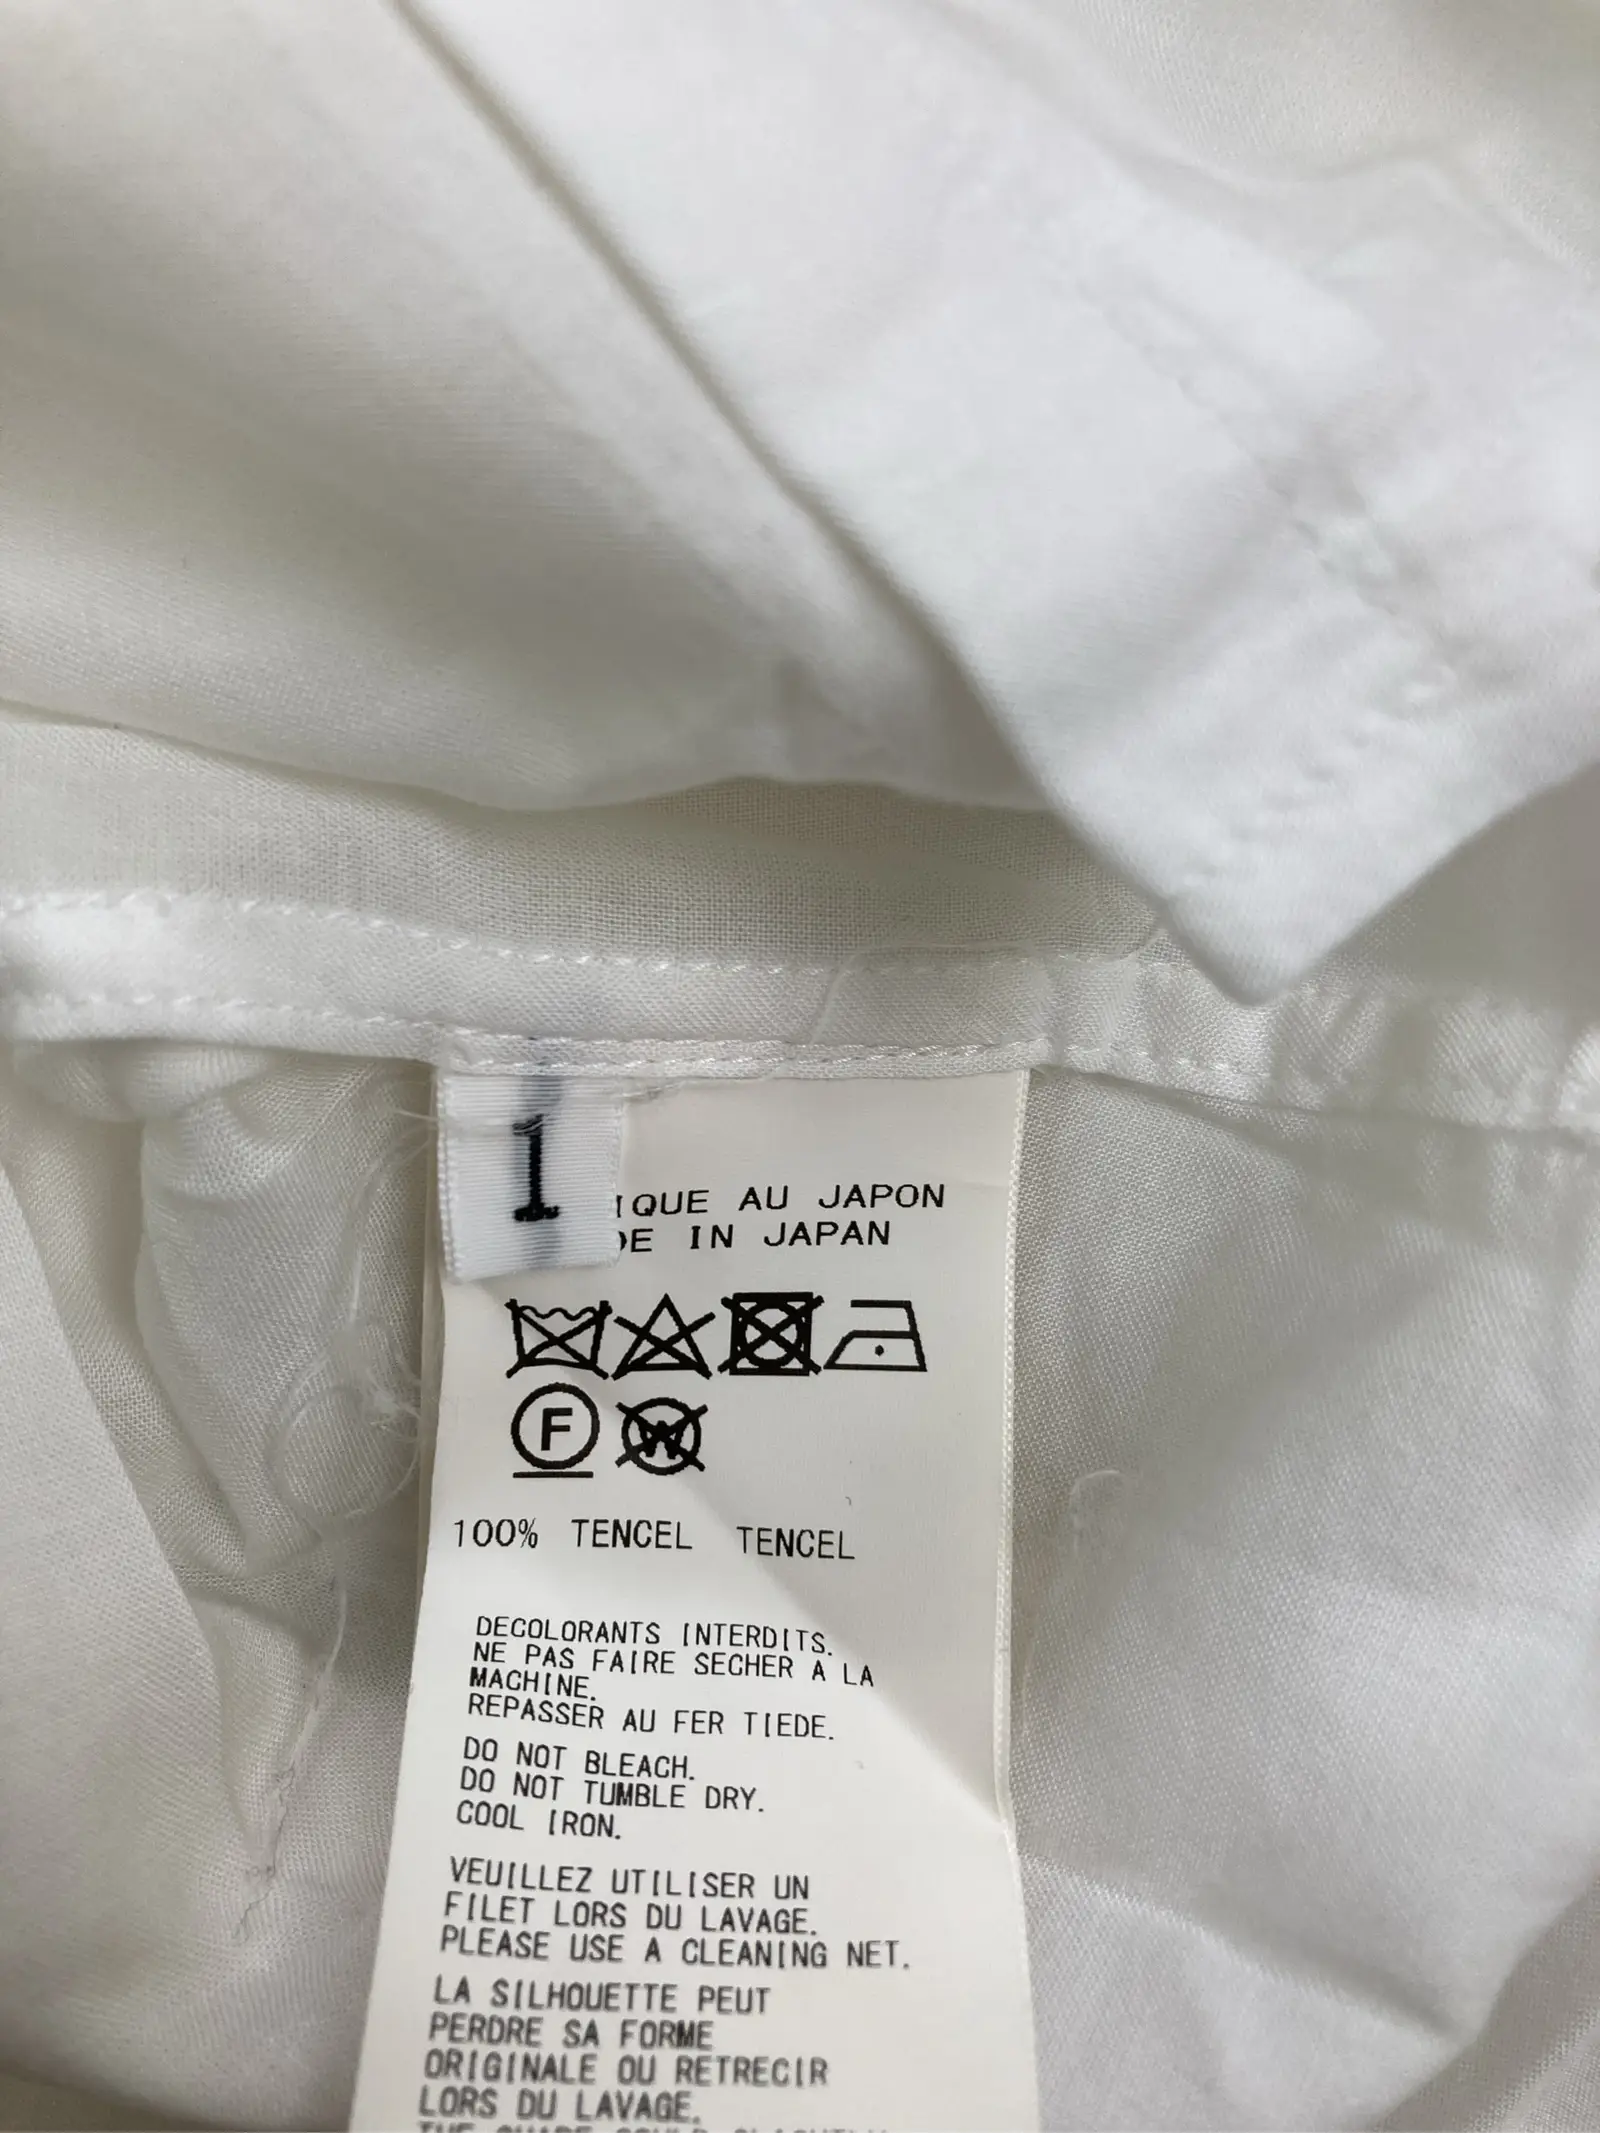 1
AU JAPON
IN JAPAN
F
W
100% TENCEL TENCEL
DECOLORANTS INTERDITS.
NE PAS FAIRE SECHER A LA
MACHINE.
REPASSER AU FER TIEDE.
DO NOT BLEACH.
DO NOT TUMBLE DRY.
COOL IRON.
VEUILLEZ UTILISER UN
FILET LORS DU LAVAGE.
PLEASE USE A CLEANING NET.
LA SILHOUETTE PEUT
PERDRE SA FORME
ORIGINALE OU RETRECIR
LORS DU LAVAGE.